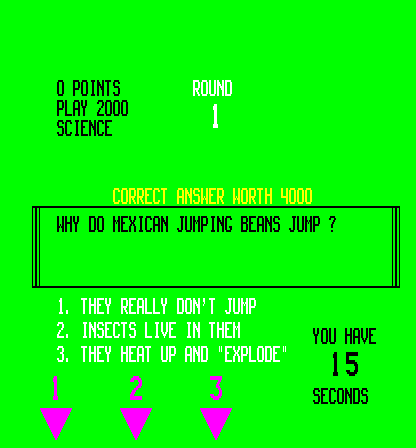 0 POINTS
PLAY 2000
SCIENCE
ROUND
1
CORRECT ANSWER WORTH 4000
WHY DO MEXICAN JUMPING BEANS JUMP ?
1. THEY REALLY DON'T JUMP
2. INSECTS LIVE IN THEM
3. THEY HEAT UP AND "EXPLODE"
YOU HAVE
15
SECONDS
1 2 3